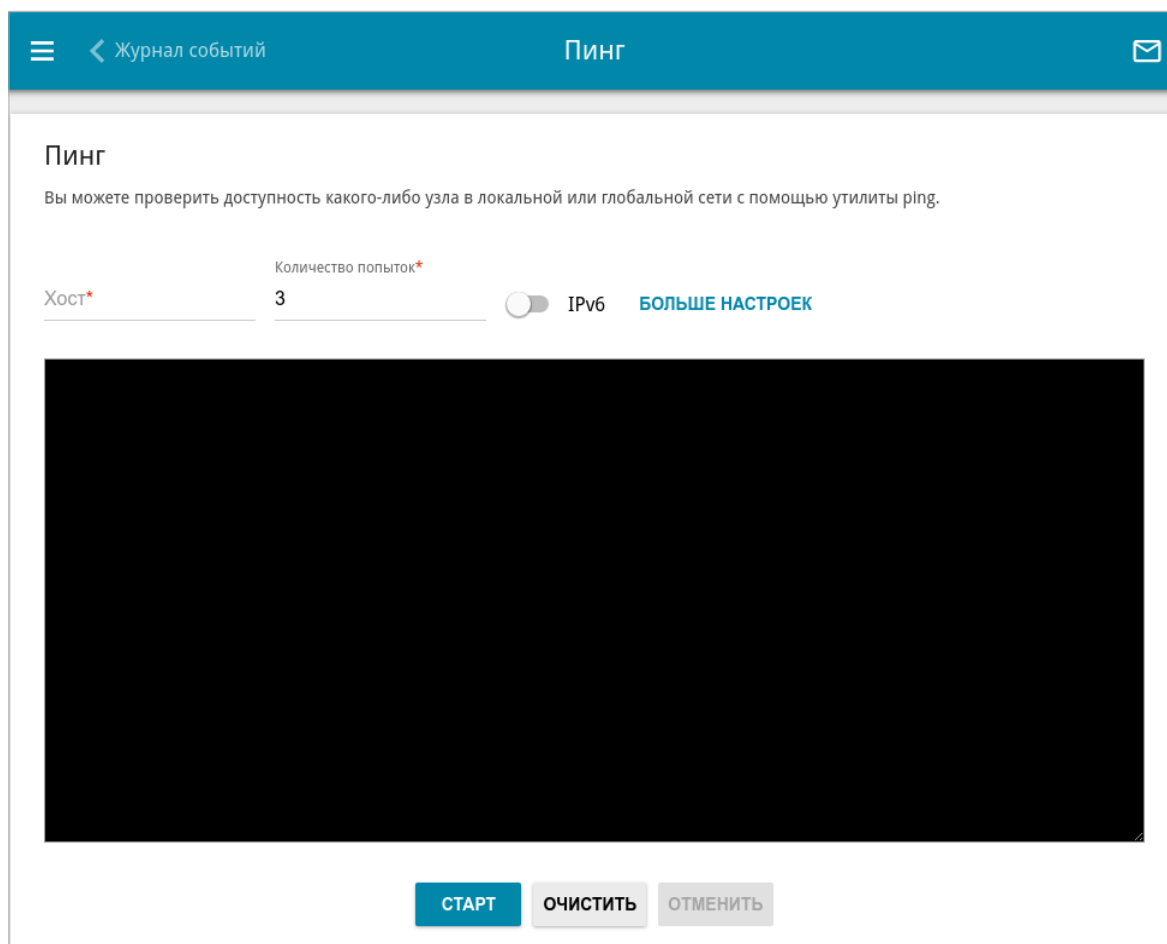 Журнал событий
Пинг
Пинг
Вы можете проверить доступность какого-либо узла в локальной или глобальной сети с помощью утилиты ping.
Количество попыток*
Хост*
3
IPv6
БОЛЬШЕ НАСТРОЕК
СТАРТ
ОЧИСТИТЬ
ОТМЕНИТЬ